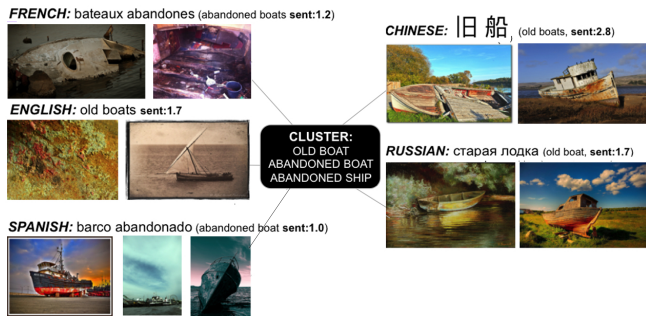 FRENCH: bateaux abandones (abandoned boats sent:1.2)
ENGLISH: old boats sent:1.7
SPANISH: barco abandonado (abandoned boat sent:1.0)
CLUSTER:
OLD BOAT
ABANDONED BOAT
ABANDONED SHIP
CHINESE: 旧 船, (old boats, sent:2.8)
RUSSIAN: старая лодка (old boat, sent:1.7)